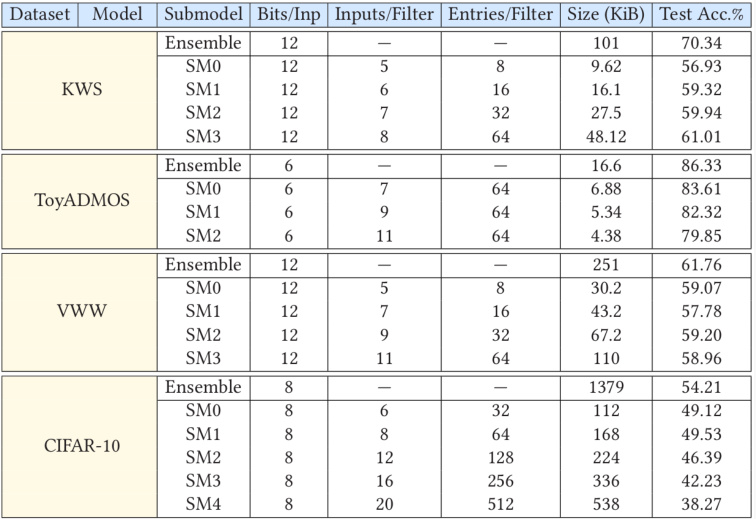 Dataset Model Submodel Bits/Inp Inputs/Filter Entries/Filter Size (KiB) Test Acc.%
KWS Ensemble 12 — — 101 70.34
SM0 12 5 8 9.62 56.93
SM1 12 6 16 16.1 59.32
SM2 12 7 32 27.5 59.94
SM3 12 8 64 48.12 61.01
ToyADMOS Ensemble 6 — — 16.6 86.33
SM0 6 7 64 6.88 83.61
SM1 6 9 64 5.34 82.32
SM2 6 11 64 4.38 79.85
VWW Ensemble 12 — — 251 61.76
SM0 12 5 8 30.2 59.07
SM1 12 7 16 43.2 57.78
SM2 12 9 32 67.2 59.20
SM3 12 11 64 110 58.96
CIFAR-10 Ensemble 8 — — 1379 54.21
SM0 8 6 32 112 49.12
SM1 8 8 64 168 49.53
SM2 8 12 128 224 46.39
SM3 8 16 256 336 42.23
SM4 8 20 512 538 38.27